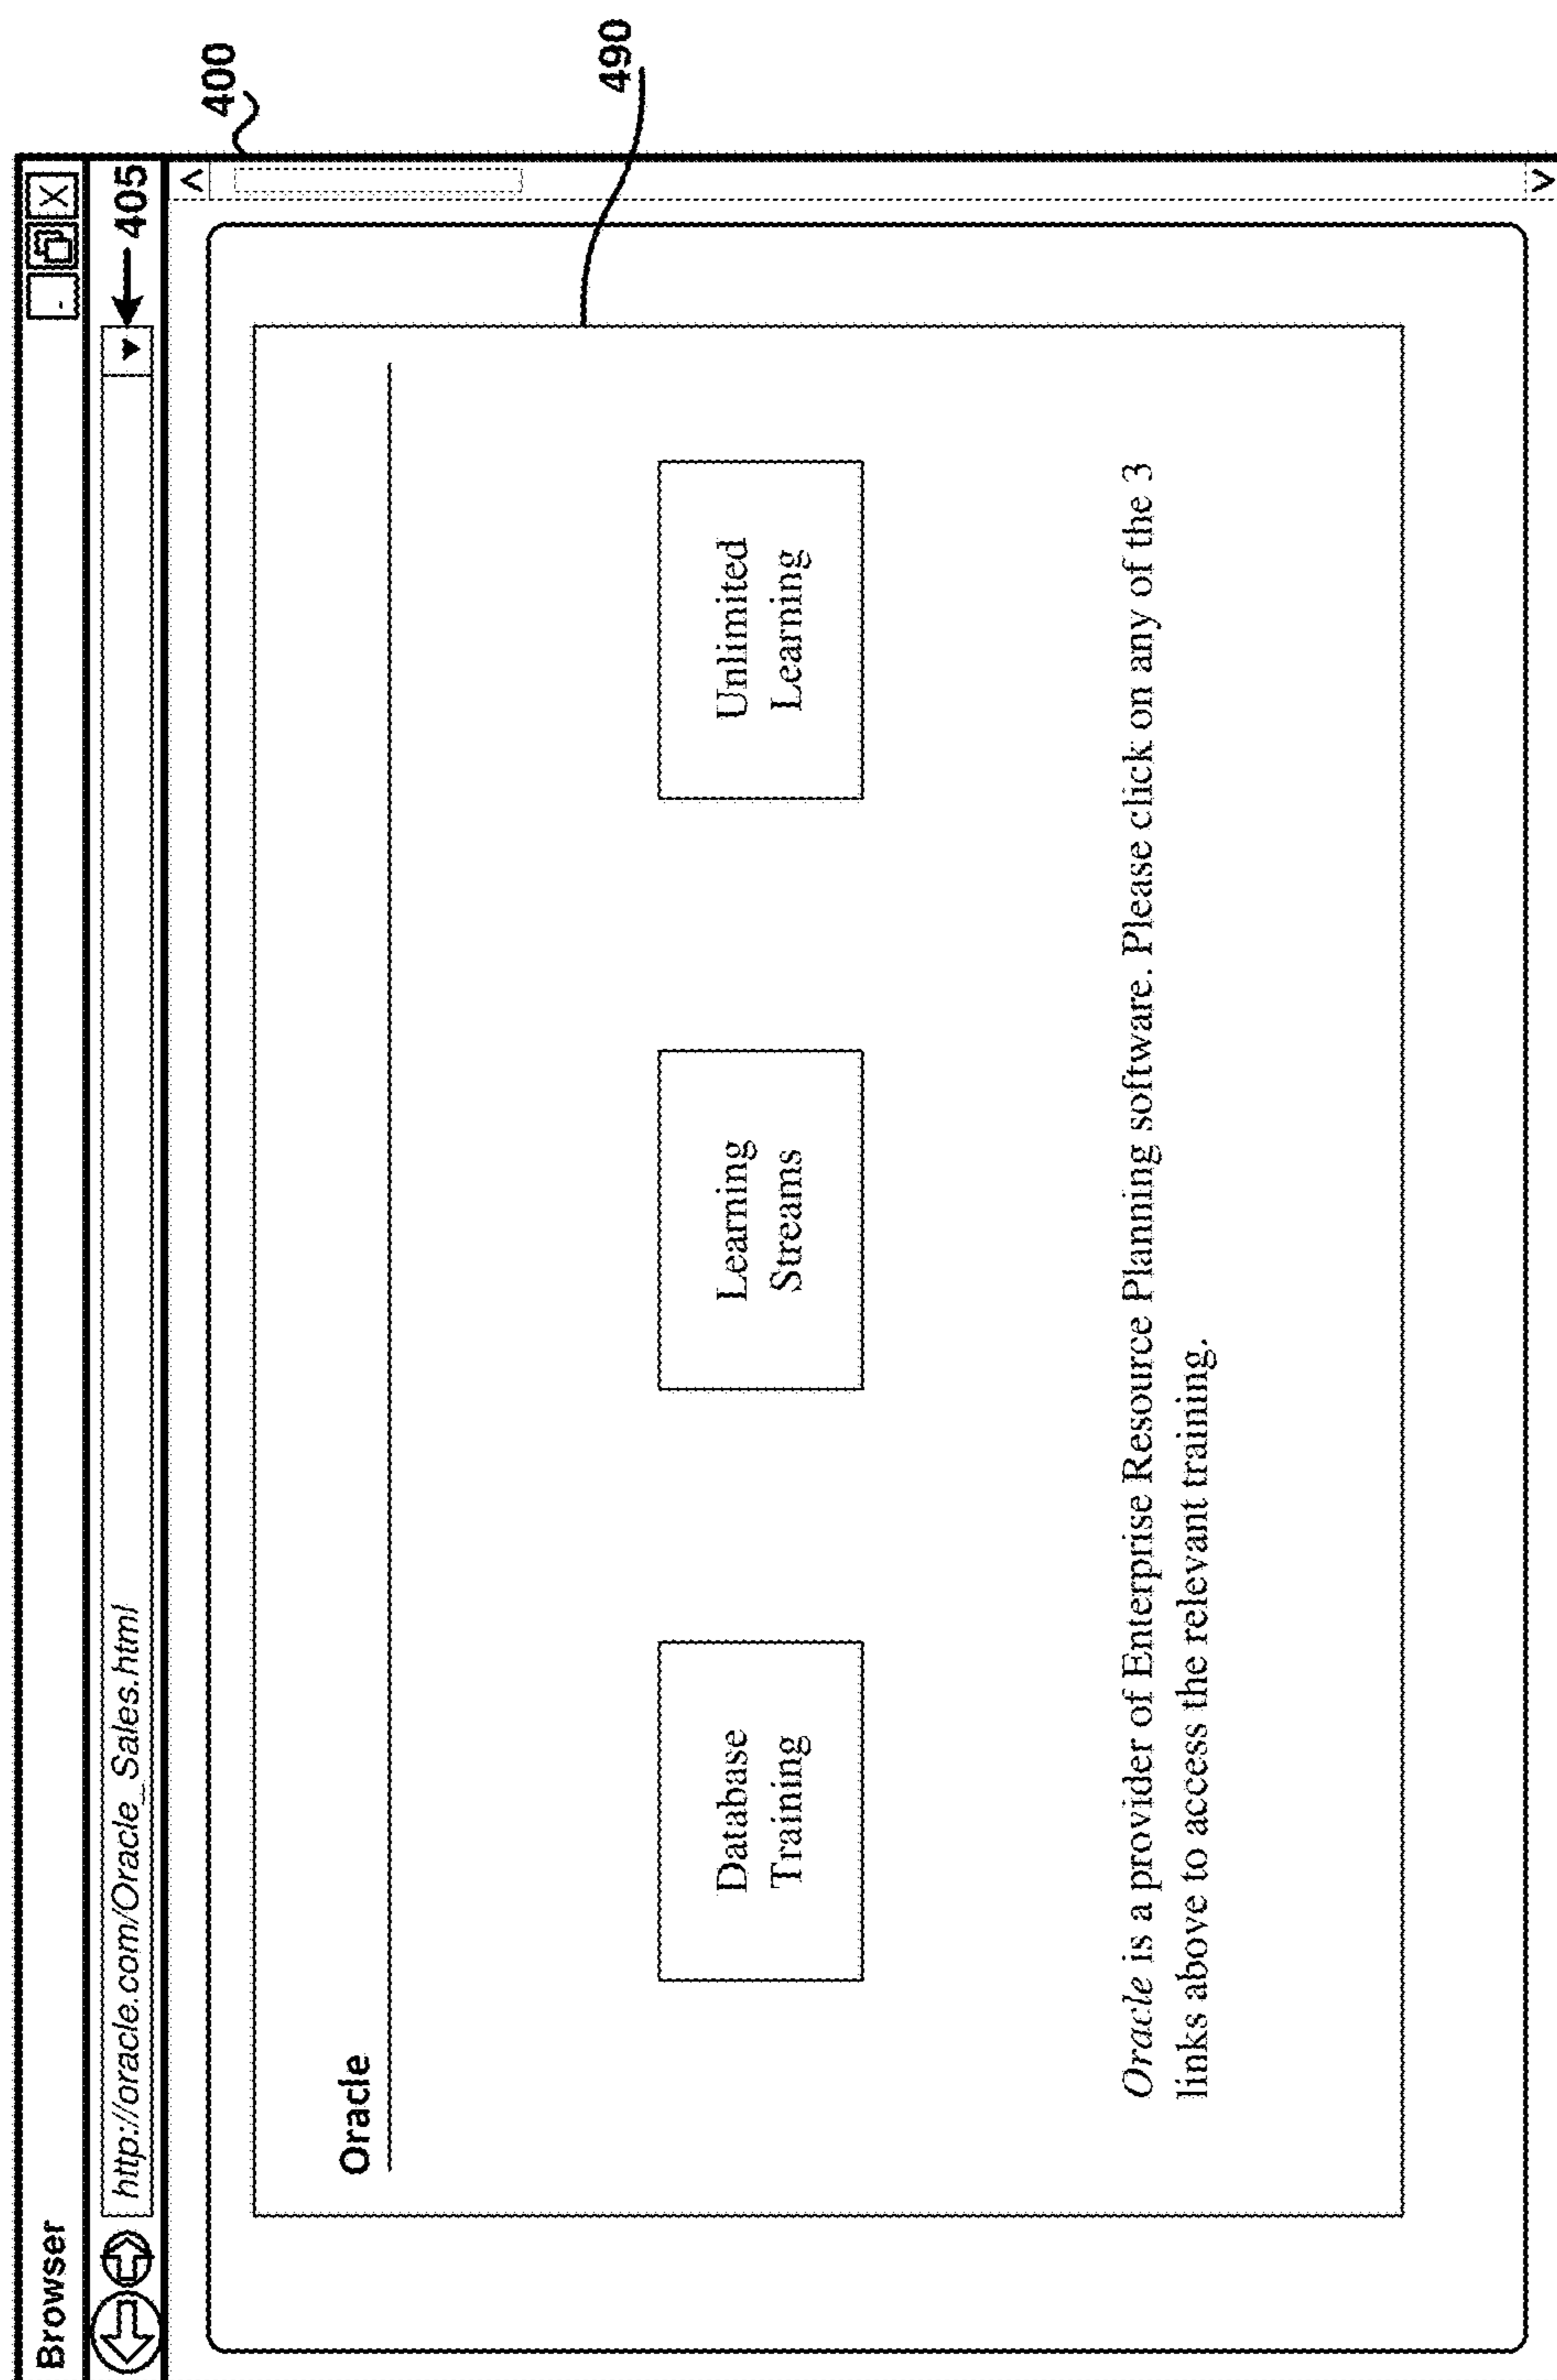 400
490
Browser
X
http://oracle.com/Oracle_Sales.html
405
Oracle
Database
Training
Learning
Streams
Unlimited
Learning
Oracle is a provider of Enterprise Resource Planning software. Please click on any of the 3
links above to access the relevant training.